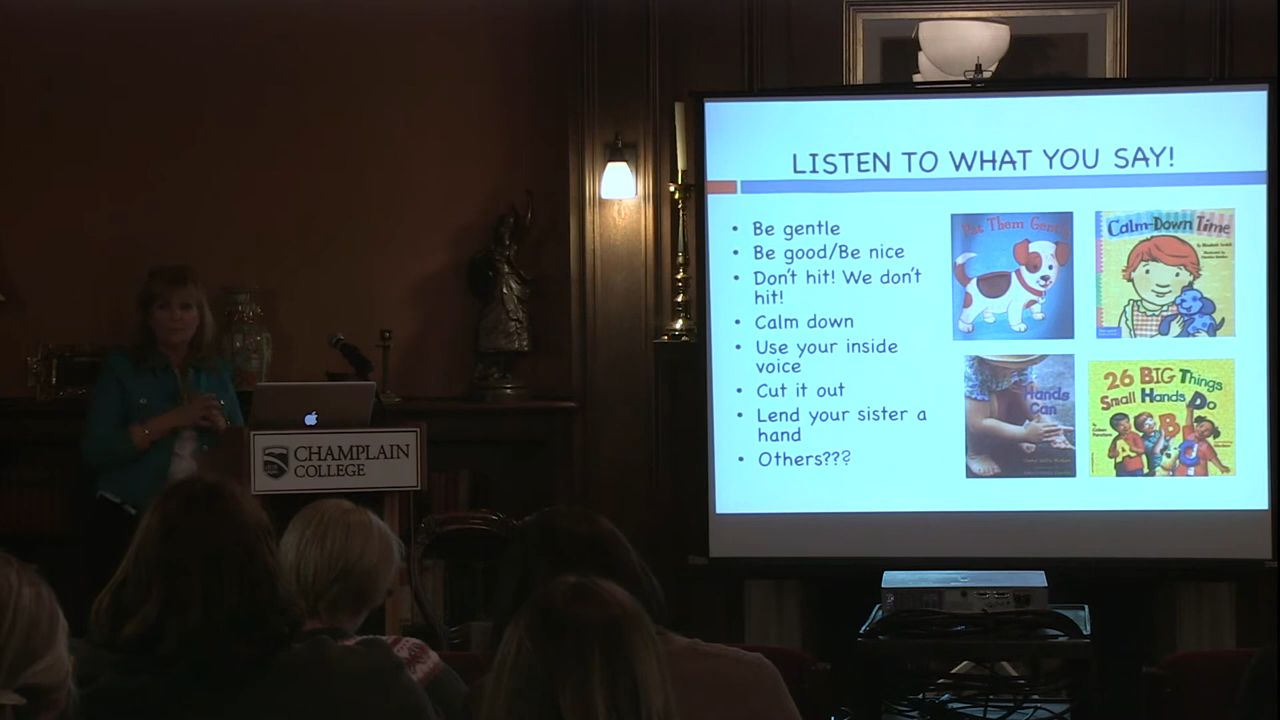 LISTEN TO WHAT YOU SAY!
• Be gentle
• Be good/Be nice
• Don't hit! We don't
hit!
• Calm down
• Use your inside
voice
• Cut it out
• Lend your sister a
hand
• Others???
Pat Them Gently
Calm-Down Time
Hands
Can
26 BIG Things
Small Hands Do
B
A
CHAMPLAIN
COLLEGE